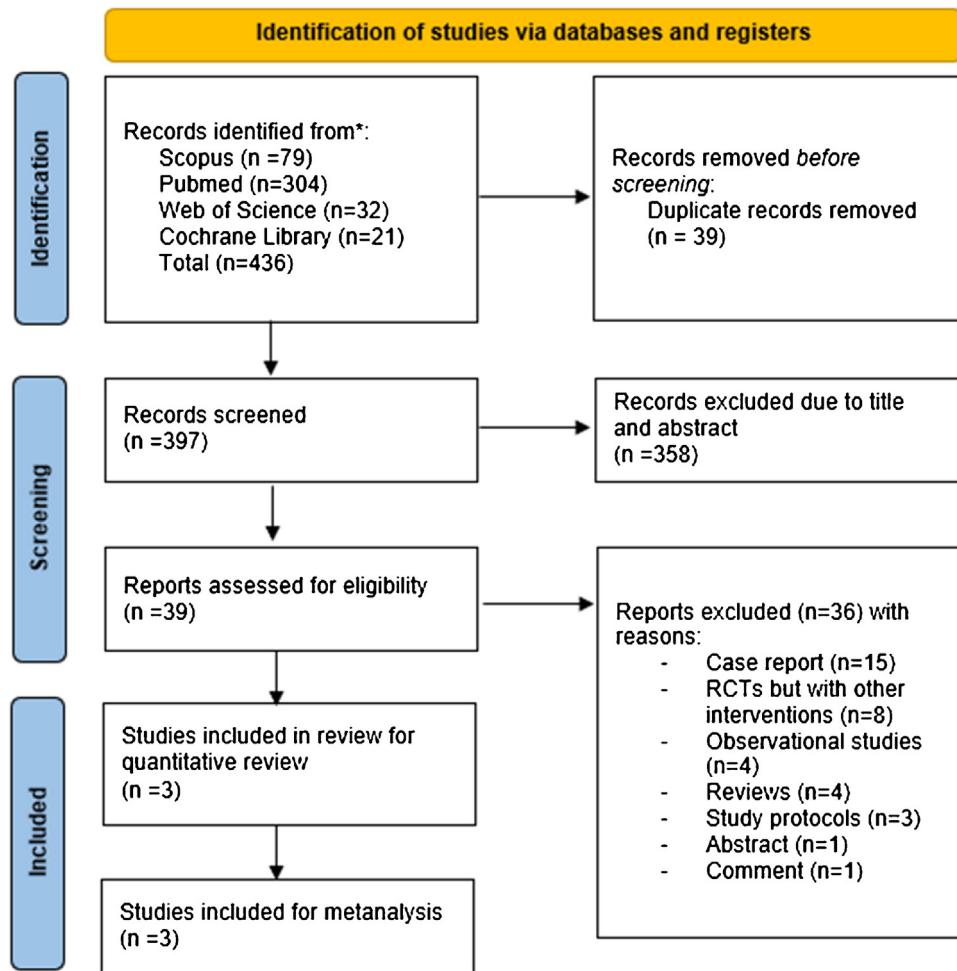 Identification of studies via databases and registers
Identification
Records identified from*:
Scopus (n =79)
Pubmed (n=304)
Web of Science (n=32)
Cochrane Library (n=21)
Total (n=436)
Records removed before
screening:
Duplicate records removed
(n = 39)
Screening
Records screened
(n =397)
Records excluded due to title
and abstract
(n =358)
Reports assessed for eligibility
(n =39)
Reports excluded (n=36) with
reasons:
- Case report (n=15)
- RCTs but with other
interventions (n=8)
- Observational studies
(n=4)
- Reviews (n=4)
- Study protocols (n=3)
- Abstract (n=1)
- Comment (n=1)
Included
Studies included in review for
quantitative review
(n =3)
Studies included for metanalysis
(n =3)